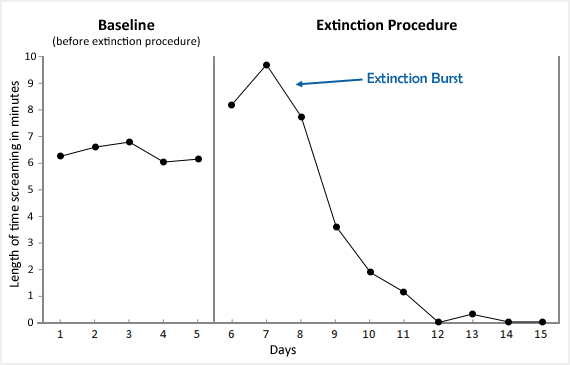 Baseline
(before extinction procedure)
Extinction Procedure
Extinction Burst
Length of time screaming in minutes
10
9
8
7
6
5
4
3
2
1
0
1 2 3 4 5 6 7 8 9 10 11 12 13 14 15
Days